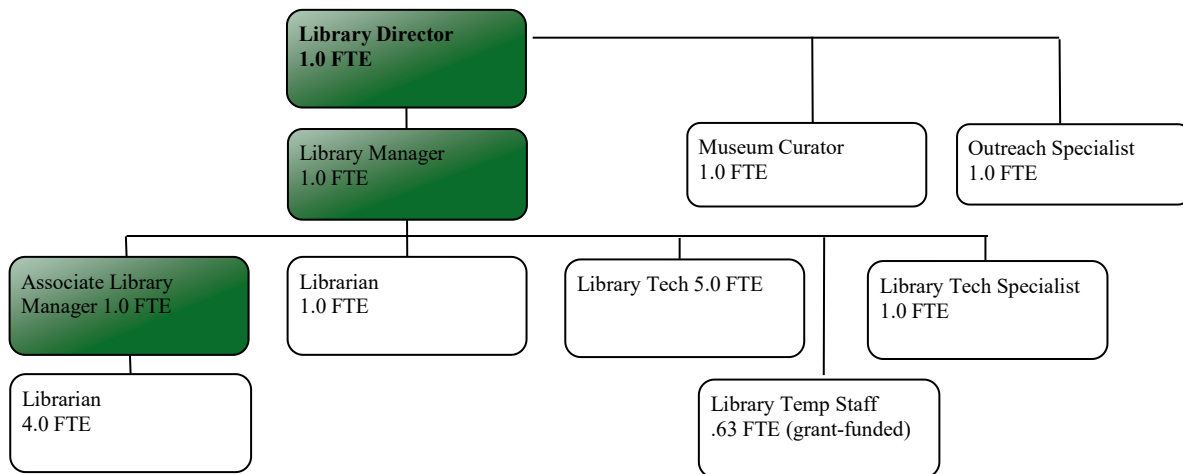 Library Director
1.0 FTE
Library Manager
1.0 FTE
Museum Curator
1.0 FTE
Outreach Specialist
1.0 FTE
Associate Library
Manager 1.0 FTE
Librarian
1.0 FTE
Library Tech 5.0 FTE
Library Tech Specialist
1.0 FTE
Librarian
4.0 FTE
Library Temp Staff
.63 FTE (grant-funded)